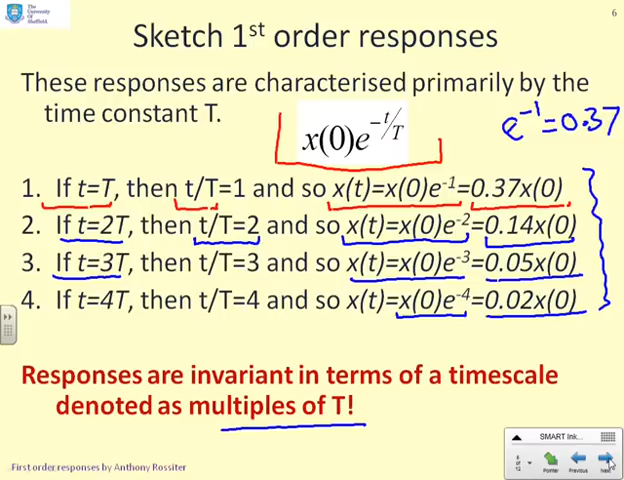 The
University
Of
Sheffield.
6
Sketch 1st order responses
These responses are characterised primarily by the
time constant T.
x(0)e^{-t/T}
e^{-1}=0.37
1. If t=T, then t/T=1 and so x(t)=x(0)e^{-1}=0.37x(0)
2. If t=2T, then t/T=2 and so x(t)=x(0)e^{-2}=0.14x(0)
3. If t=3T, then t/T=3 and so x(t)=x(0)e^{-3}=0.05x(0)
4. If t=4T, then t/T=4 and so x(t)=x(0)e^{-4}=0.02x(0)
Responses are invariant in terms of a timescale
denoted as multiples of T!
SMART Ink...
6
of
12
Pointer Previous Next
First order responses by Anthony Rossiter